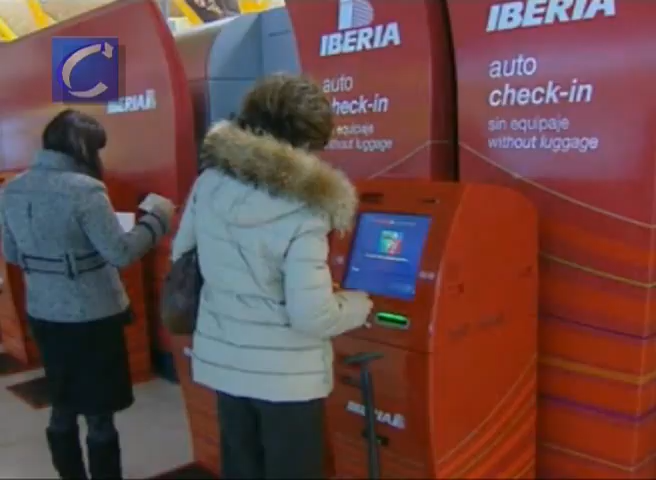 IBERIA
auto
check-in
sin equipaje
without luggage
IBERIA
auto
check-in
sin equipaje
without luggage
IBERIA
IBERIA